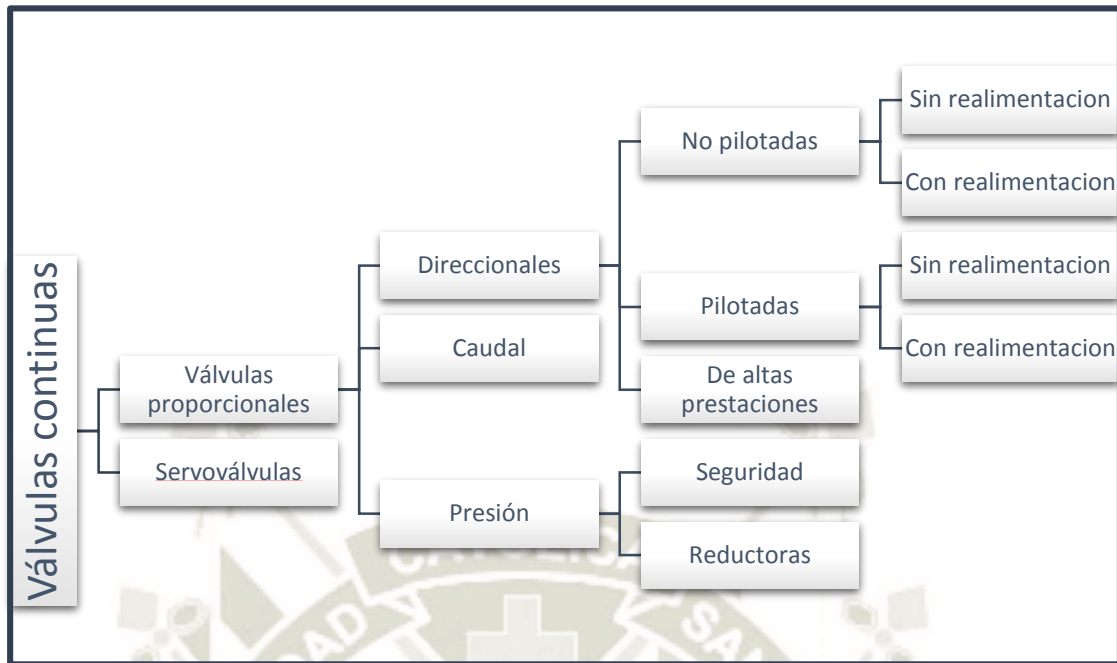 Válvulas continuas
Válvulas
proporcionales
Servoválvulas
Direccionales
Caudal
Presión
No pilotadas
Pilotadas
De altas
prestaciones
Seguridad
Reductoras
Sin realimentacion
Con realimentacion
Sin realimentacion
Con realimentacion